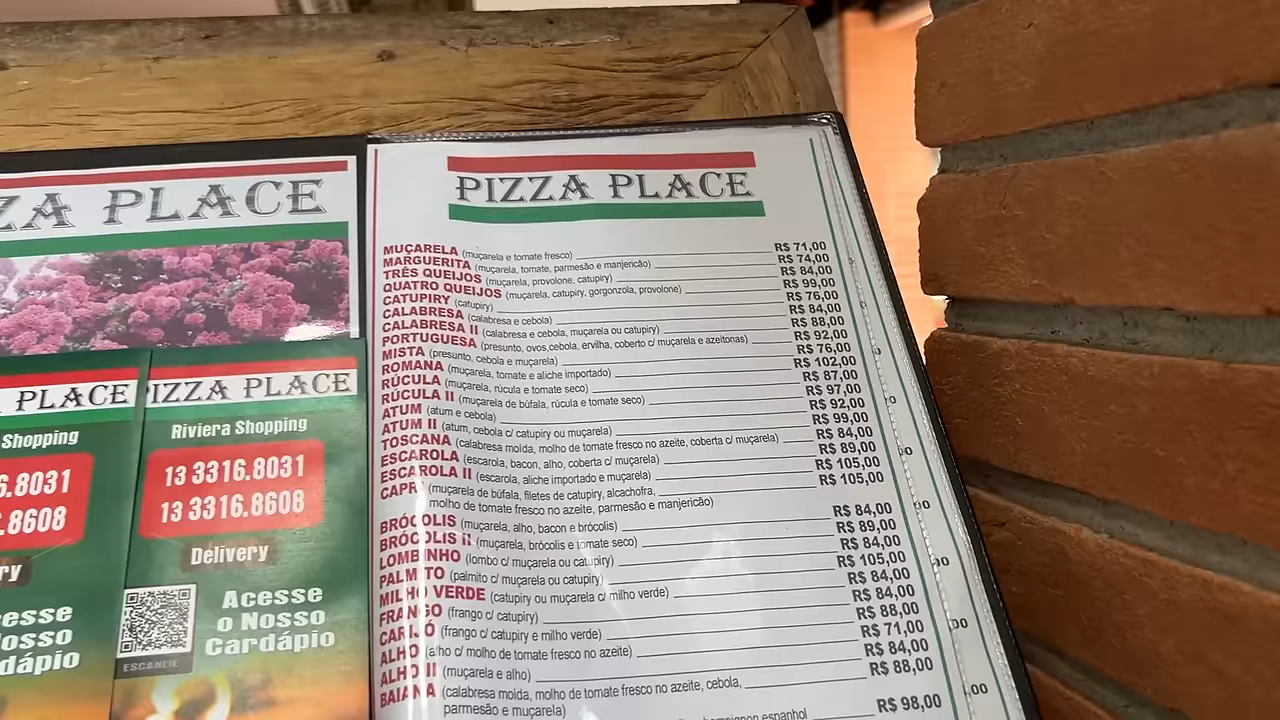 ZA PLACE
PLACE
Shopping
6.8031
.8608
ry
esse
osso
dápio
PIZZA PLACE
Riviera Shopping
13 3316.8031
13 3316.8608
Delivery
Acesse
o Nosso
Cardápio
ESCANEIE
PIZZA PLACE
MUÇARELA (muçarela e tomate fresco) R$ 71,00
MARGUERITA (muçarela, tomate, parmesão e manjericão) R$ 74,00
TRÊS QUEIJOS (muçarela, provolone, catupiry) R$ 84,00
QUATRO QUEIJOS (muçarela, catupiry, gorgonzola, provolone) R$ 99,00
CATUPIRY (catupiry) R$ 76,00
CALABRESA (calabresa e cebola) R$ 84,00
CALABRESA II (calabresa e cebola, muçarela ou catupiry) R$ 88,00
PORTUGUESA (presunto, ovos,cebola, ervilha, coberto c/ muçarela e azeitonas) R$ 92,00
MISTA (presunto, cebola e muçarela) R$ 76,00
ROMANA (muçarela, tomate e aliche importado) R$ 102,00
RÚCULA (muçarela, rúcula e tomate seco) R$ 87,00
RÚCULA II (muçarela de búfala, rúcula e tomate seco) R$ 97,00
ATUM (atum e cebola) R$ 92,00
ATUM II (atum, cebola c/ catupiry ou muçarela) R$ 99,00
TOSCANA (calabresa moida, molho de tomate fresco no azeite, coberta c/ muçarela) R$ 84,00
ESCAROLA (escarola, bacon, alho, coberta c/ muçarela) R$ 89,00
ESCAROLA II (escarola, aliche importado e muçarela) R$ 105,00
CAPRI (muçarela de búfala, filetes de catupiry, alcachofra, R$ 105,00
molho de tomate fresco no azeite, parmesão e manjericão)
BRÓCOLIS (muçarela, alho, bacon e brócolis) R$ 84,00
BRÓCOLIS II (muçarela, brócolis e tomate seco) R$ 89,00
LOMBINHO (lombo c/ muçarela ou catupiry) R$ 84,00
PALMITO (palmito c/ muçarela ou catupiry) R$ 105,00
MILHO VERDE (catupiry ou muçarela c/ milho verde) R$ 84,00
FRANGO (frango c/ catupiry) R$ 84,00
CARIJÓ (frango c/ catupiry e milho verde) R$ 88,00
ALHO (alho c/ molho de tomate fresco no azeite) R$ 71,00
ALHO II (muçarela e alho) R$ 84,00
BAIANA (calabresa moida, molho de tomate fresco no azeite, cebola, R$ 88,00
parmesão e muçarela)
champignon espanhol R$ 98,00